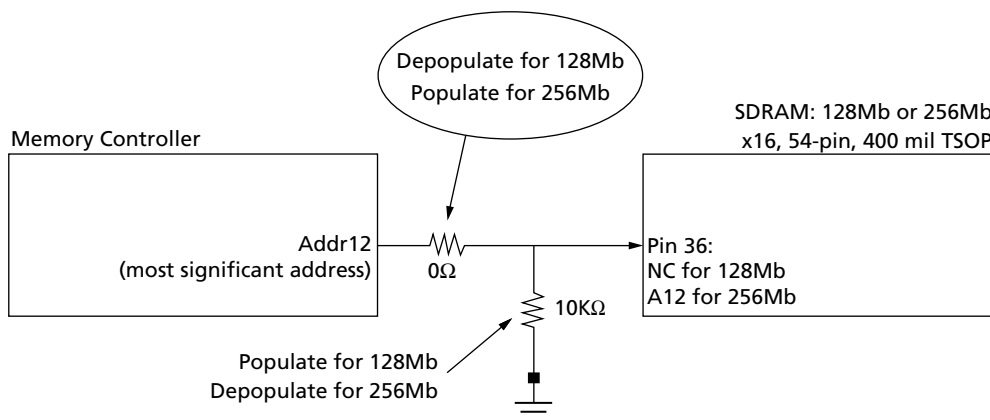 Depopulate for 128Mb
Populate for 256Mb
SDRAM: 128Mb or 256Mb
x16, 54-pin, 400 mil TSOP
Memory Controller
Addr12
(most significant address)
0Ω
Pin 36:
NC for 128Mb
A12 for 256Mb
10KΩ
Populate for 128Mb
Depopulate for 256Mb